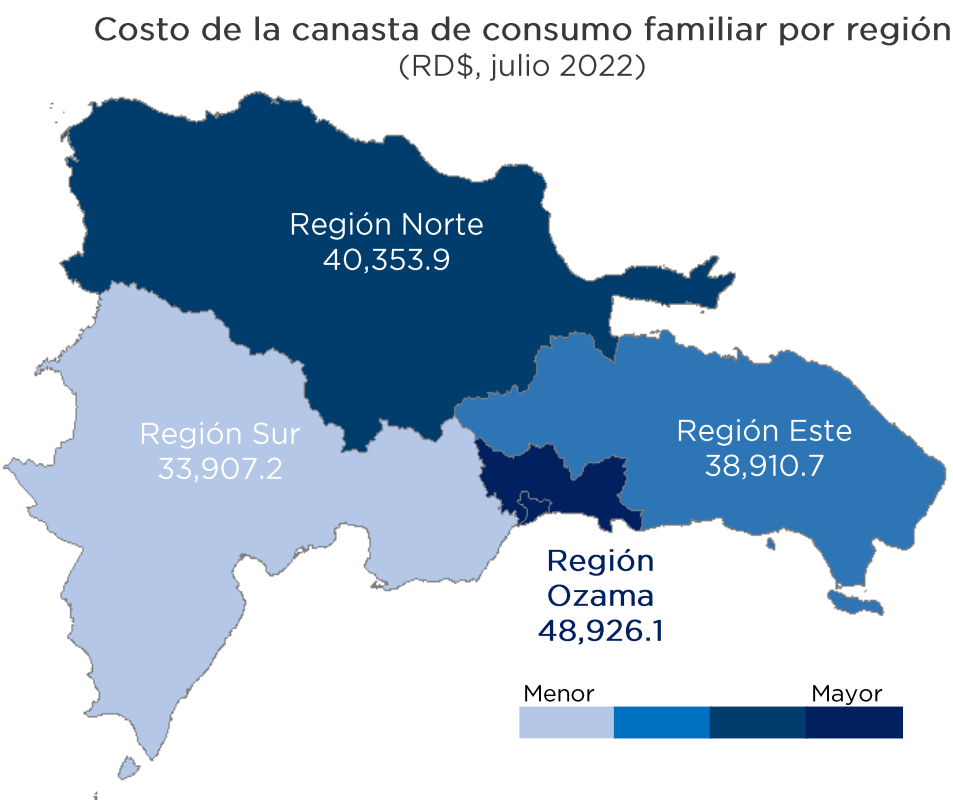 Costo de la canasta de consumo familiar por región
(RD$, julio 2022)
Región Norte
40,353.9
Región Sur
33,907.2
Región Este
38,910.7
Región
Ozama
48,926.1
Menor
Mayor